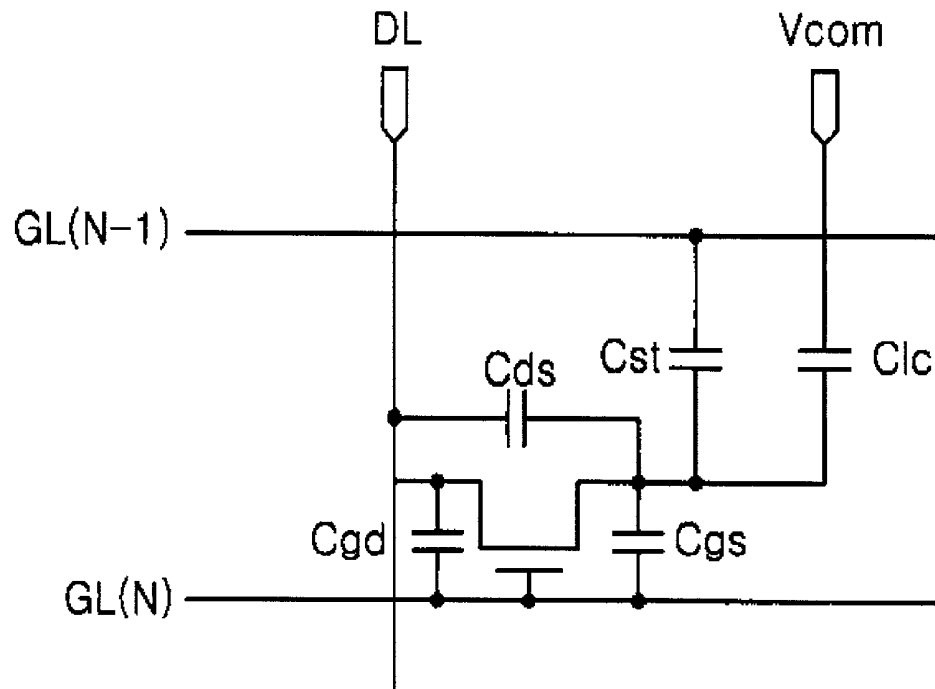 DL
Vcom
GL(N-1)
Cst
Clc
Cds
Cgd
Cgs
GL(N)